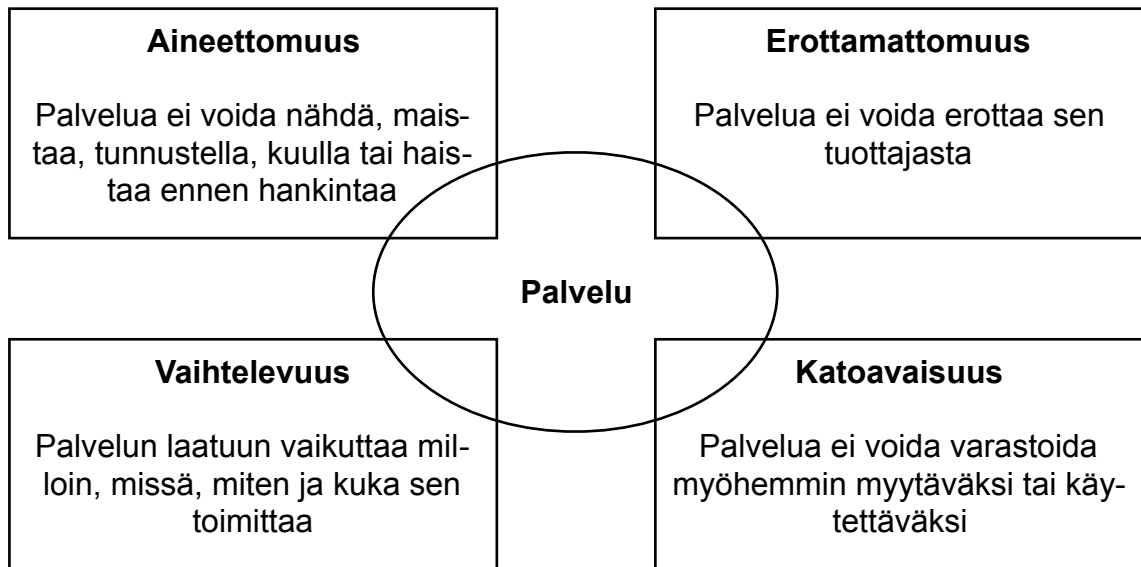 Aineettomuus
Palvelua ei voida nähdä, mais-
taa, tunnustella, kuulla tai hais-
taa ennen hankintaa
Erottamattomuus
Palvelua ei voida erottaa sen
tuottajasta
Palvelu
Vaihtelevuus
Palvelun laatuun vaikuttaa mil-
loin, missä, miten ja kuka sen
toimittaa
Katoavaisuus
Palvelua ei voida varastoida
myöhemmin myytäväksi tai käy-
tettäväksi